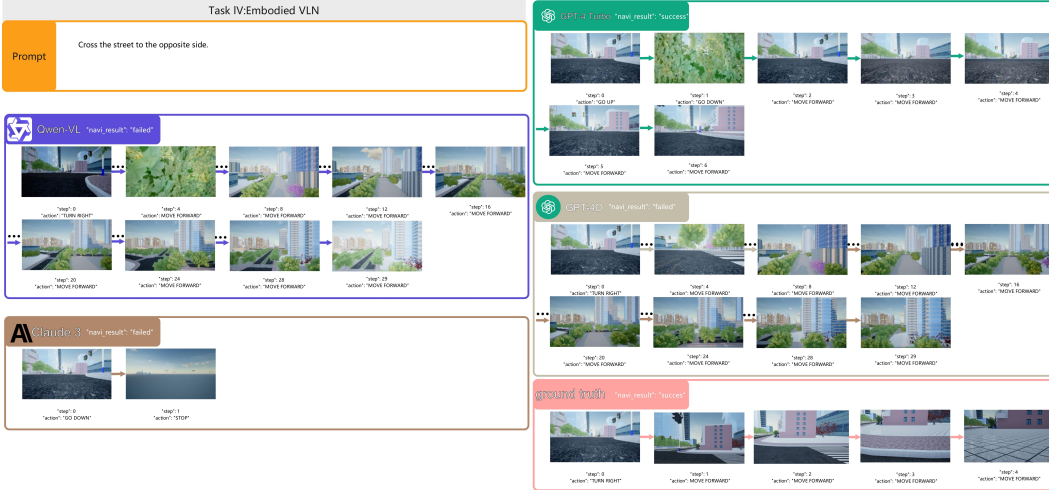 Task IV:Embodied VLN
Prompt
Cross the street to the opposite side.
Qwen-VL "navi_result": "failed"
"step": 0
"action": "TURN RIGHT"
"step": 4
"action": MOVE FORWARD"
"step": 8
"action": "MOVE FORWARD"
"step": 12
"action": "MOVE FORWARD"
"step": 16
"action": "MOVE FORWARD"
"step": 20
"action": "MOVE FORWARD"
"step": 24
"action": "MOVE FORWARD"
"step": 28
"action": "MOVE FORWARD"
"step": 29
"action": "MOVE FORWARD"
Claude-3 "navi_result": "failed"
"step": 0
"action": "GO DOWN"
"step": 1
"action": "STOP"
GPT-4 Turbo "navi_result": "success"
"step": 0
"action": "GO UP"
"step": 1
"action": "GO DOWN"
"step": 2
"action": "MOVE FORWARD"
"step": 3
"action": "MOVE FORWARD"
"step": 4
"action": "MOVE FORWARD"
"step": 5
"action": "MOVE FORWARD"
"step": 6
"action": "MOVE FORWARD"
GPT-4O "navi_result": "failed"
"step": 0
"action": "TURN RIGHT"
"step": 4
"action": "MOVE FORWARD"
"step": 8
"action": "MOVE FORWARD"
"step": 12
"action": "MOVE FORWARD"
"step": 16
"action": "MOVE FORWARD"
"step": 20
"action": "MOVE FORWARD"
"step": 24
"action": "MOVE FORWARD"
"step": 28
"action": "MOVE FORWARD"
"step": 29
"action": "MOVE FORWARD"
ground truth "navi_result": "succes"
"step": 0
"action": "TURN RIGHT"
"step": 1
"action": MOVE FORWARD"
"step": 2
"action": "MOVE FORWARD"
"step": 3
"action": "MOVE FORWARD"
"step": 4
"action": "MOVE FORWARD"